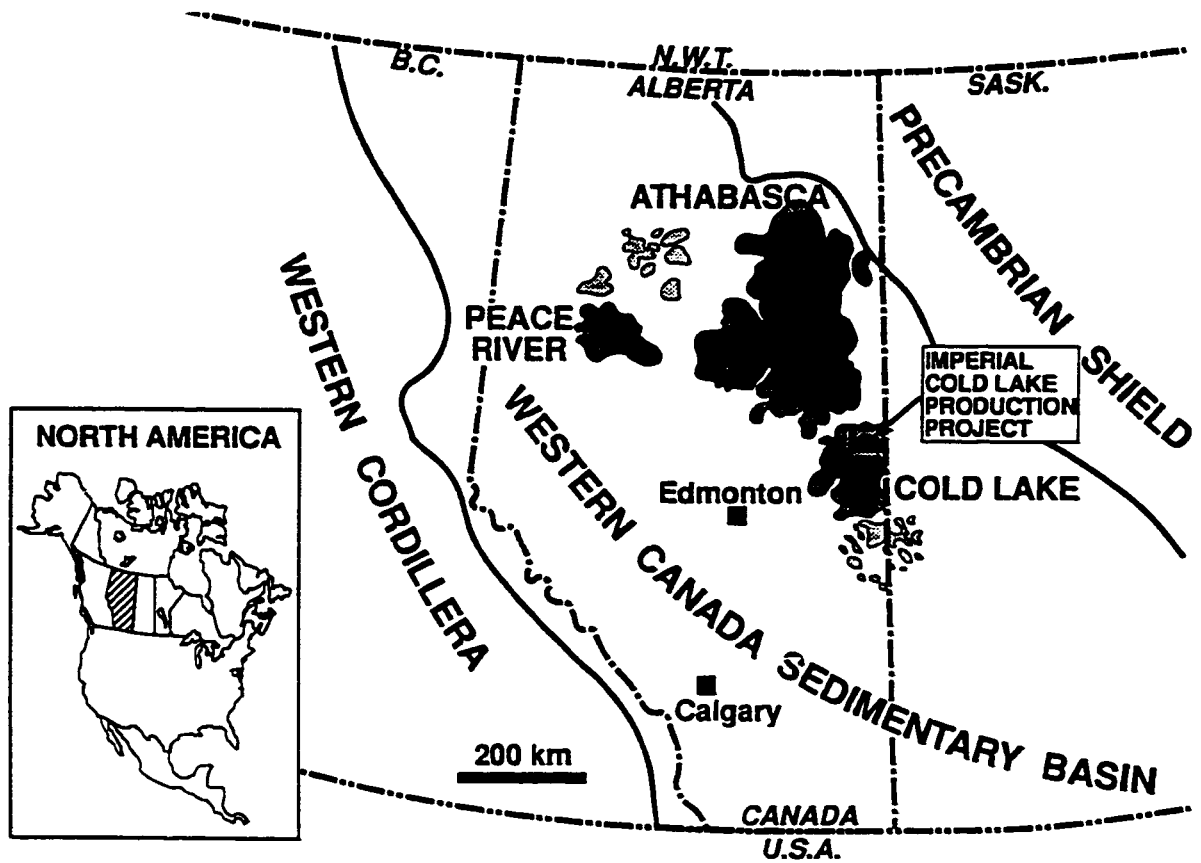 B.C.
N.W.T.
ALBERTA
SASK.
PRECAMBRIAN SHIELD
ATHABASCA
PEACE
RIVER
WESTERN CORDILLERA
IMPERIAL
COLD LAKE
PRODUCTION
PROJECT
WESTERN CANADA SEDIMENTARY BASIN
NORTH AMERICA
Edmonton
COLD LAKE
Calgary
200 km
CANADA
U.S.A.